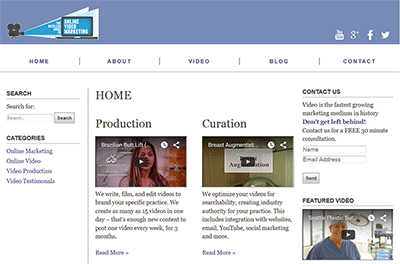 ONLINE
VIDEO
MARKETING
HOME
ABOUT
VIDEO
BLOG
CONTACT
SEARCH
Search for:
Search...
Search
CATEGORIES
Online Marketing
Online Video
Video Production
Video Testimonals
HOME
Production
Brazilian Butt Lift (...
We write, film, and edit videos to
brand your specific practice. We
create as many as 15 videos in one
day – that's enough new content to
post one video every week, for 3
months.
Read More »
Curation
Breast Augmentati...
Augmentation
We optimize your videos for
searchability, creating industry
authority for your practice. This
includes integration with websites,
email, YouTube, social marketing
and more.
Read More »
CONTACT US
Video is the fastest growing
marketing medium in history
Don't get left behind!
Contact us for a FREE 30 minute
consultation.
Name
Email Address
Send
FEATURED VIDEO
Seattle Plastic Sur...